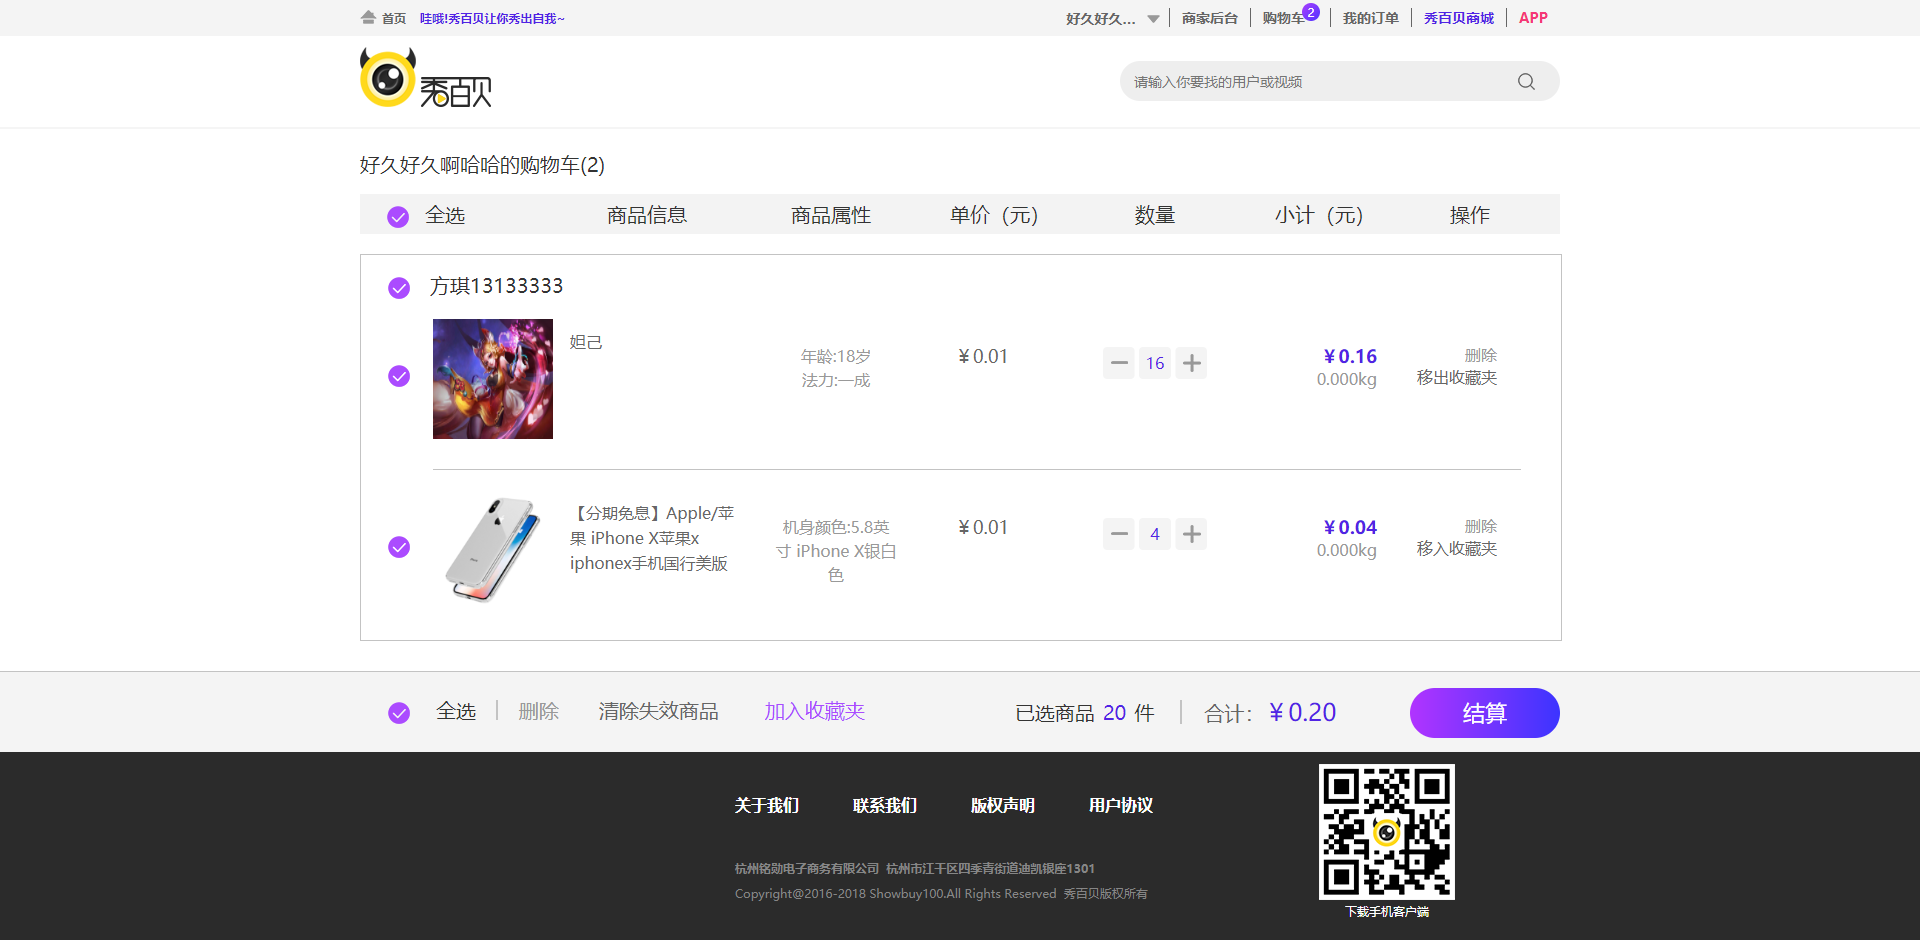 首页 哇哦!秀百贝让你秀出自我~ 好久好久... 商家后台 购物车 2 我的订单 秀百贝商城 APP
秀百贝
请输入你要找的用户或视频
好久好久啊哈哈的购物车(2)
全选 商品信息 商品属性 单价（元） 数量 小计（元） 操作
方琪13133333
妲己
年龄:18岁
法力:一成
¥0.01
16
¥0.16
0.000kg
删除
移出收藏夹
【分期免息】Apple/苹
果 iPhone X苹果x
iphonex手机国行美版
机身颜色:5.8英
寸 iPhone X银白
色
¥0.01
4
¥0.04
0.000kg
删除
移入收藏夹
全选 删除 清除失效商品 加入收藏夹 已选商品 20 件 合计： ¥0.20 结算
关于我们 联系我们 版权声明 用户协议
杭州铭勋电子商务有限公司 杭州市江干区四季青街道迪凯银座1301
Copyright@2016-2018 Showbuy100.All Rights Reserved 秀百贝版权所有
下载手机客户端